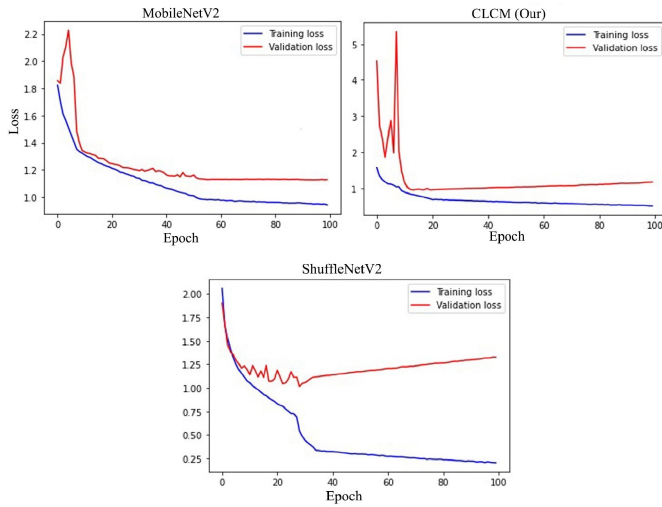 MobileNetV2
CLCM (Our)
Training loss
Validation loss
2.2
2.0
1.8
1.6
1.4
1.2
1.0
Loss
0 20 40 60 80 100
Epoch
Training loss
Validation loss
5
4
3
2
1
0 20 40 60 80 100
Epoch
ShuffleNetV2
Training loss
Validation loss
2.00
1.75
1.50
1.25
1.00
0.75
0.50
0.25
0 20 40 60 80 100
Epoch